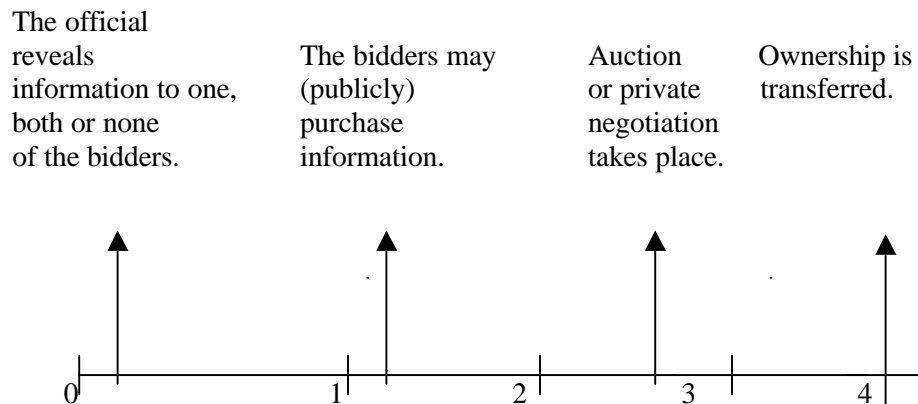 The official
reveals
information to one,
both or none
of the bidders.
The bidders may
(publicly)
purchase
information.
Auction
or private
negotiation
takes place.
Ownership is
transferred.
0
1
2
3
4